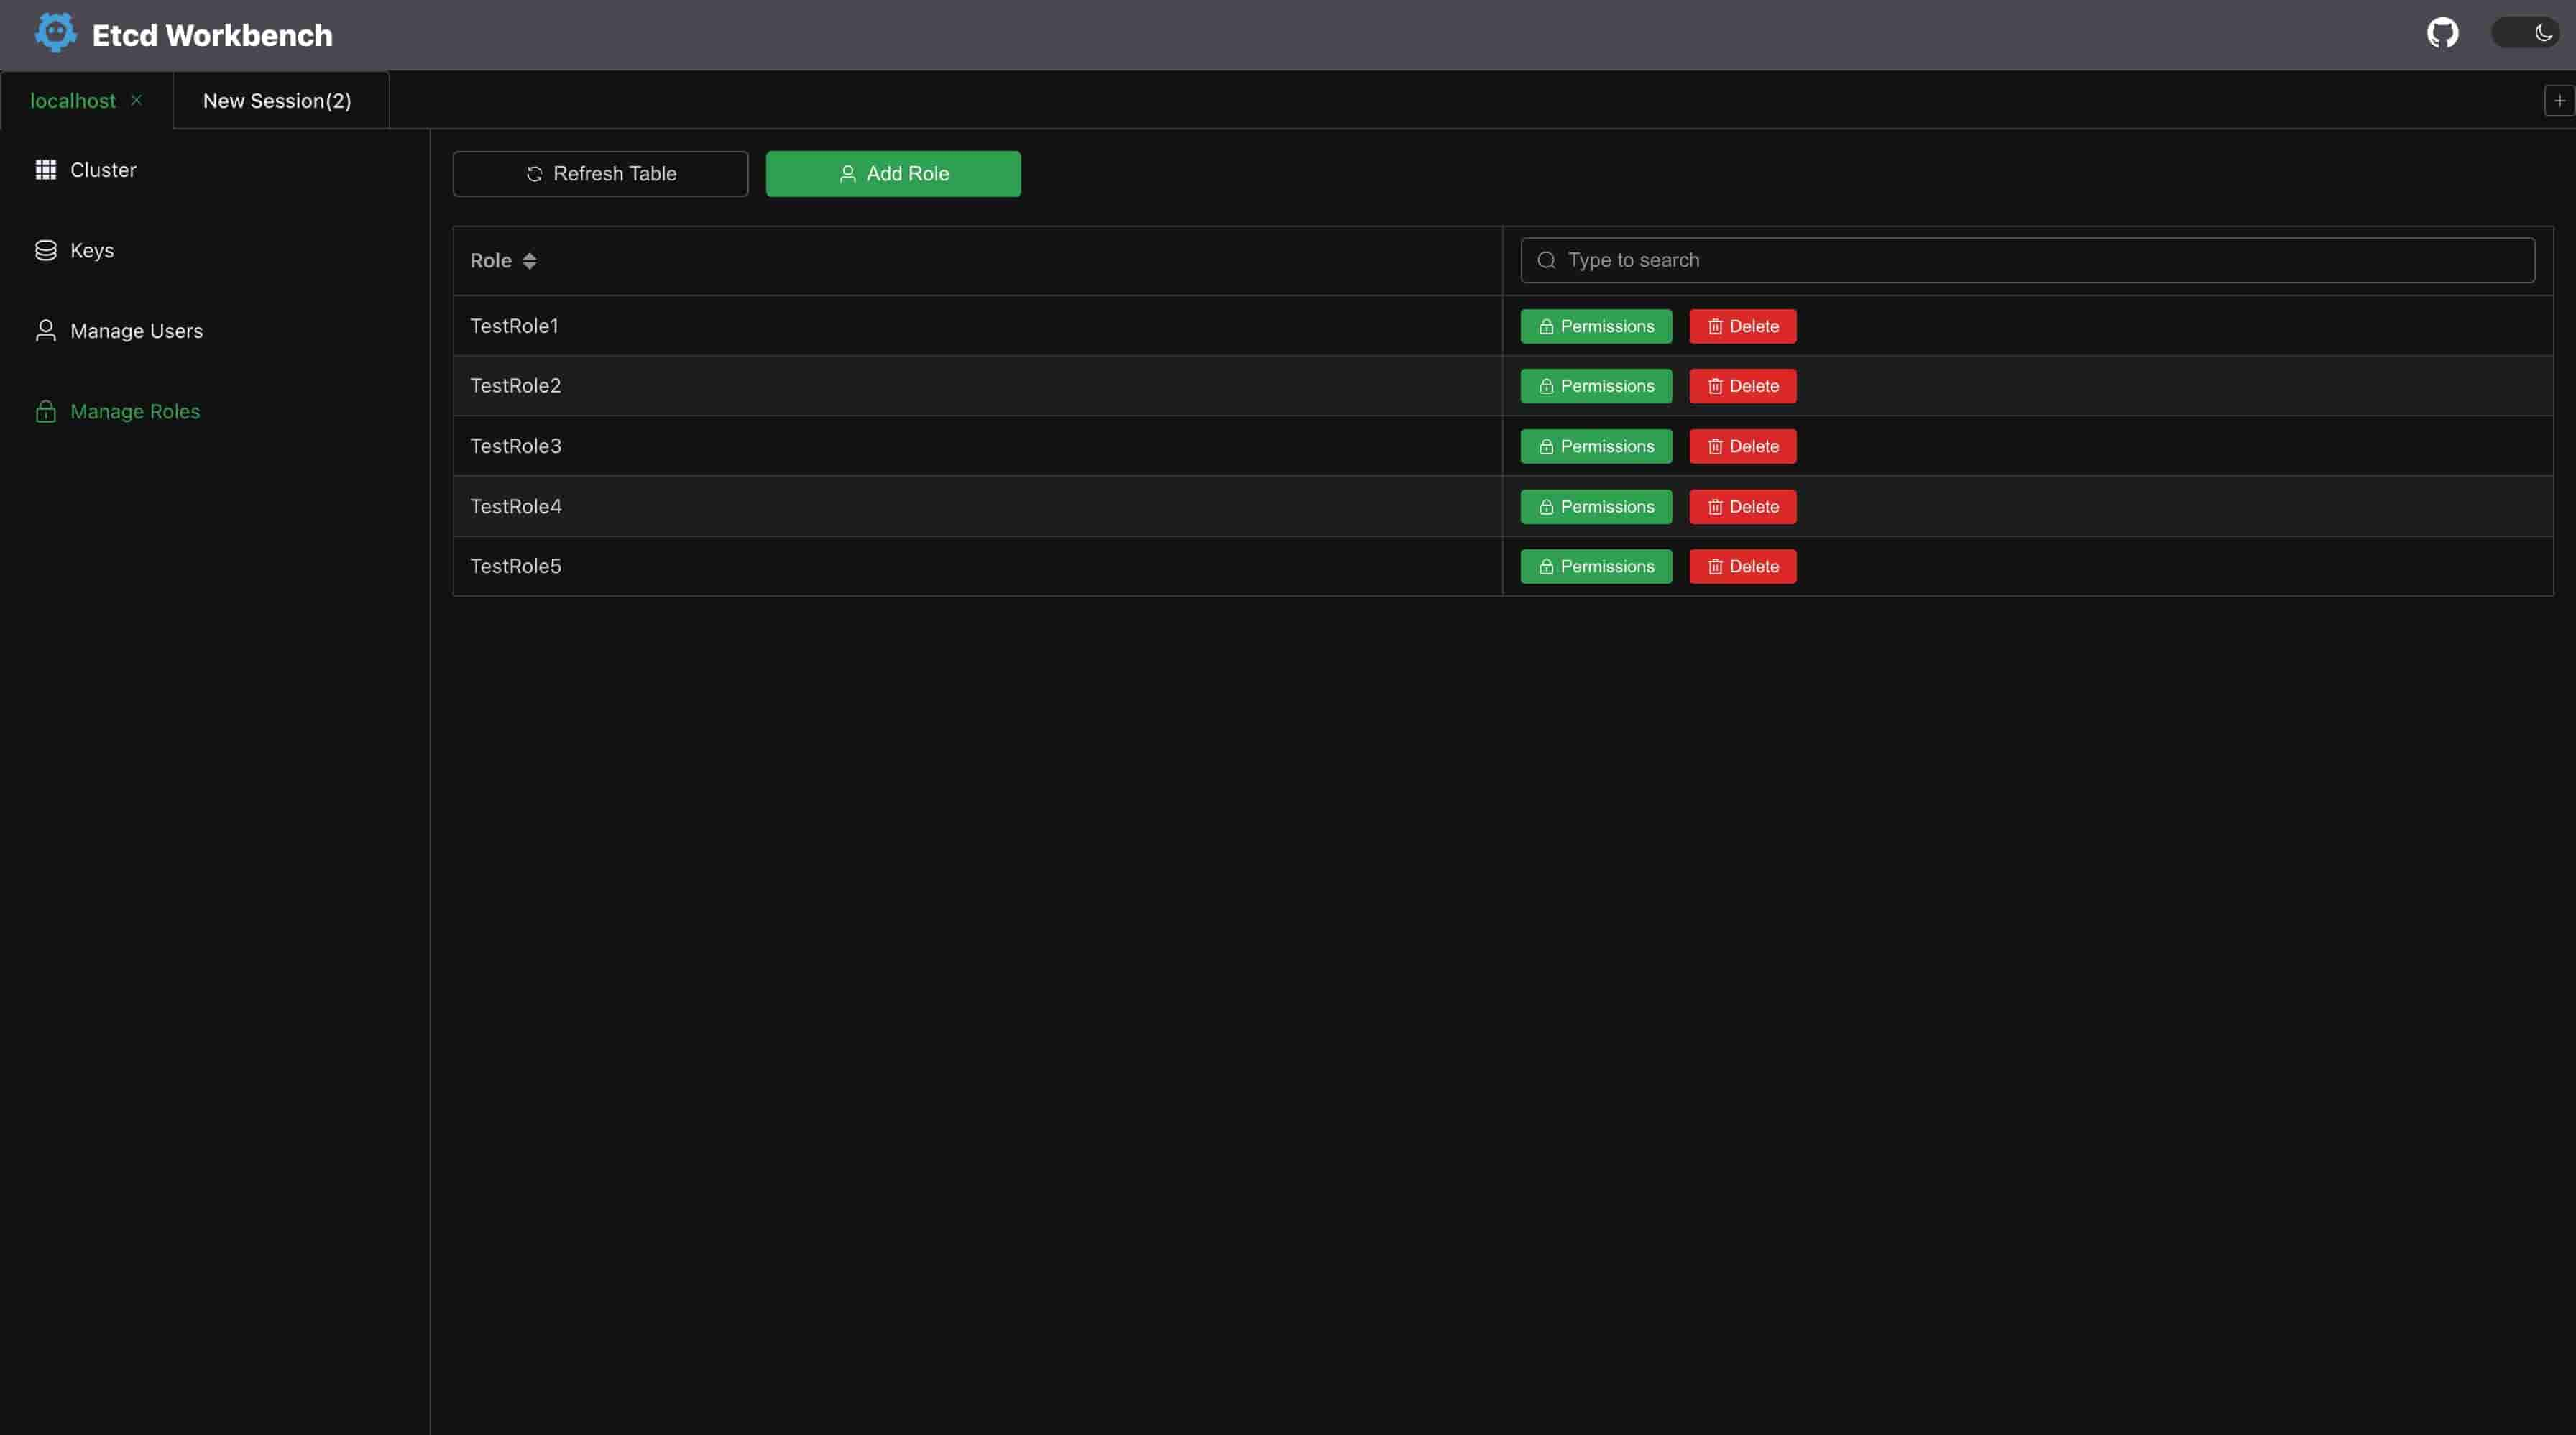 Etcd Workbench
localhost
New Session(2)
Cluster
Keys
Manage Users
Manage Roles
Refresh Table
Add Role
Role
Type to search
TestRole1 Permissions Delete
TestRole2 Permissions Delete
TestRole3 Permissions Delete
TestRole4 Permissions Delete
TestRole5 Permissions Delete